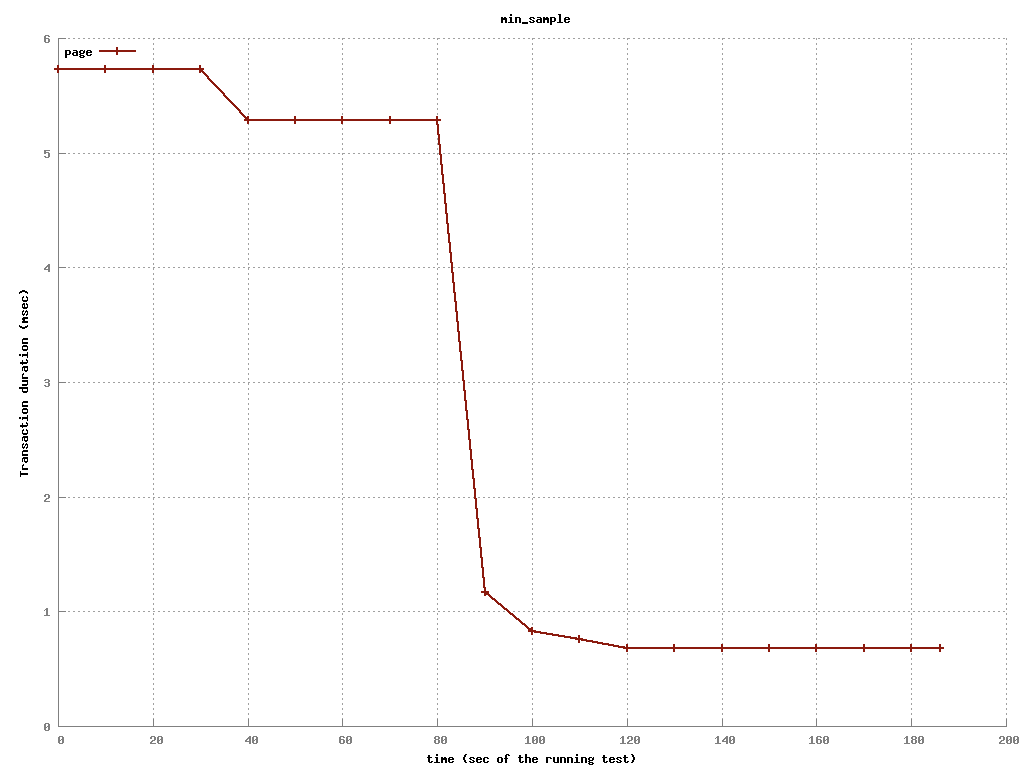 min_sample
page
6
5
4
3
2
1
0
Transaction duration (msec)
0 20 40 60 80 100 120 140 160 180 200
time (sec of the running test)